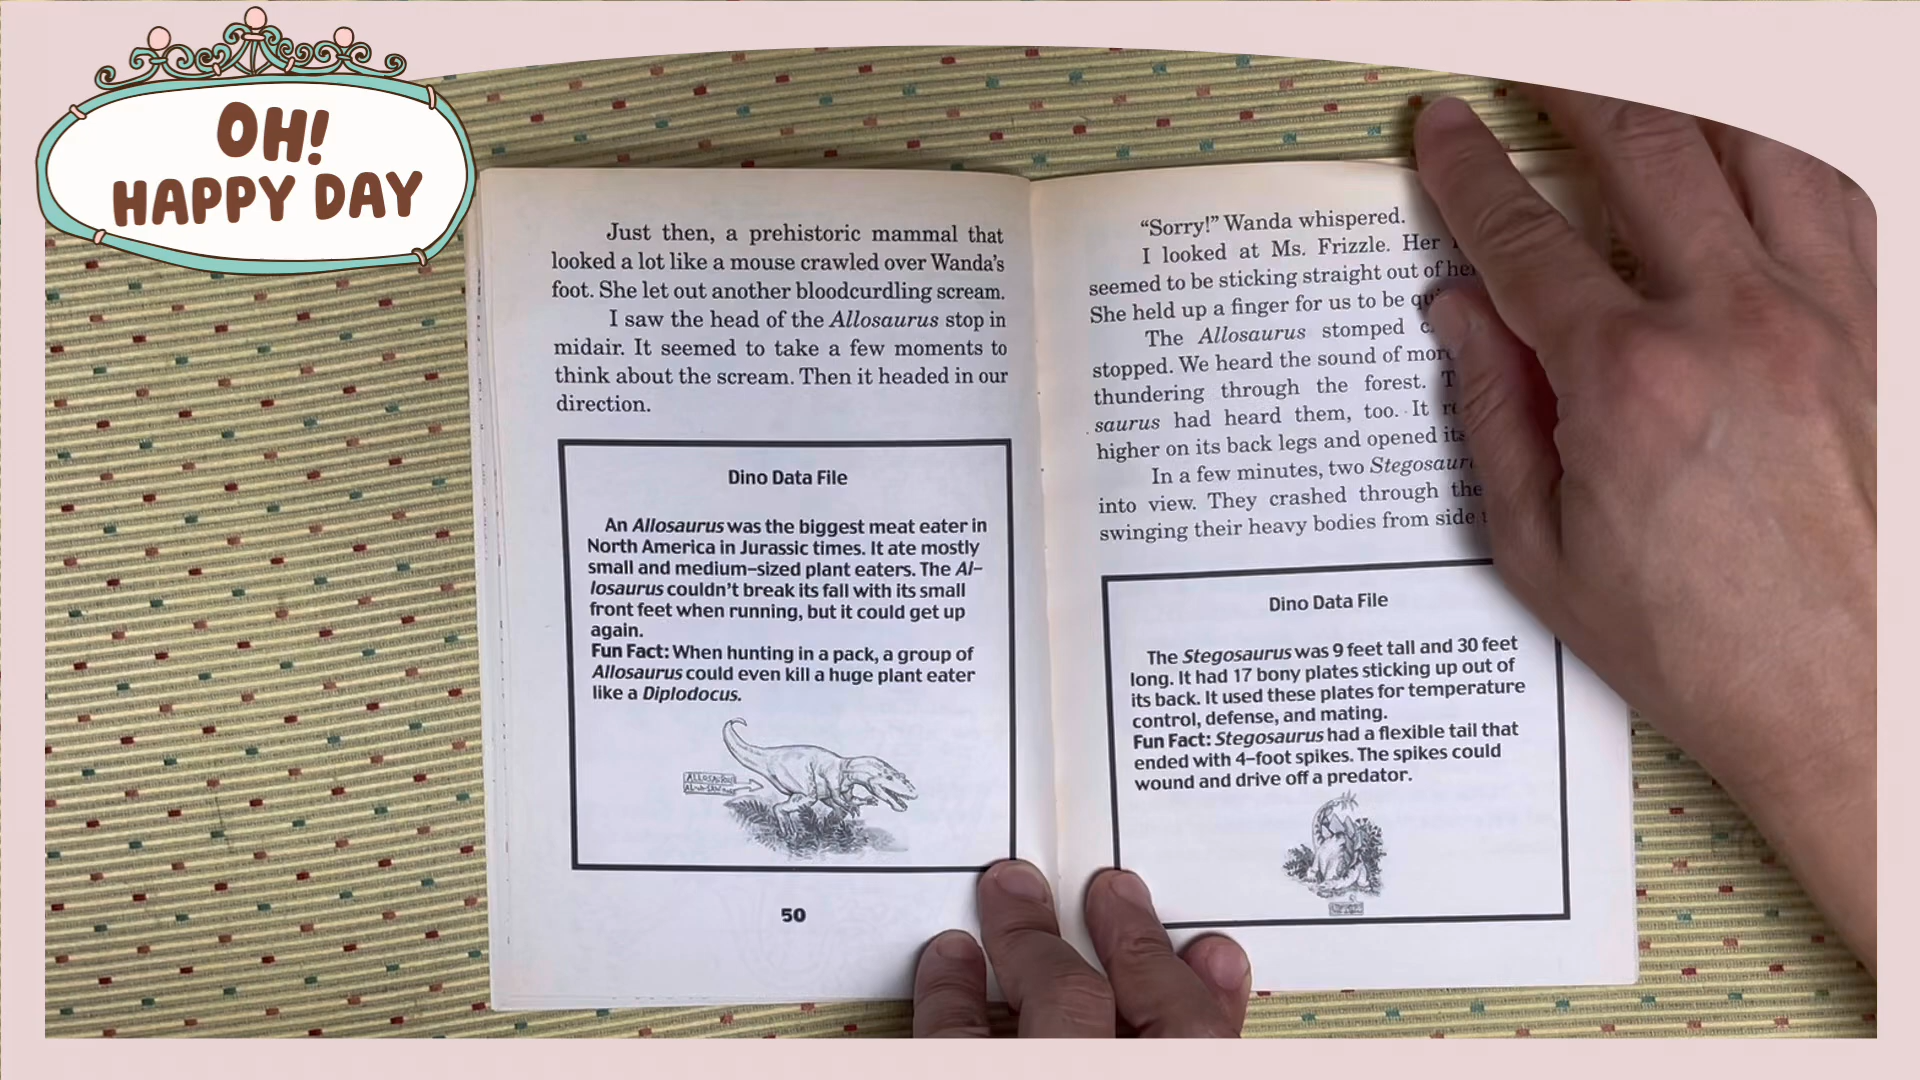 OH!
HAPPY DAY
Just then, a prehistoric mammal that
looked a lot like a mouse crawled over Wanda's
foot. She let out another bloodcurdling scream.
I saw the head of the Allosaurus stop in
midair. It seemed to take a few moments to
think about the scream. Then it headed in our
direction.
Dino Data File
An Allosaurus was the biggest meat eater in
North America in Jurassic times. It ate mostly
small and medium-sized plant eaters. The Al-
losaurus couldn't break its fall with its small
front feet when running, but it could get up
again.
Fun Fact: When hunting in a pack, a group of
Allosaurus could even kill a huge plant eater
like a Diplodocus.
ALLOSAURUS
50
"Sorry!" Wanda whispered.
I looked at Ms. Frizzle. Her
seemed to be sticking straight out of
She held up a finger for us to be
The Allosaurus stomped
stopped. We heard the sound of
thundering through the forest.
saurus had heard them, too. It
higher on its back legs and opened its
In a few minutes, two
into view. They crashed through the
swinging their heavy bodies from side
Dino Data File
The Stegosaurus was 9 feet tall and 30 feet
long. It had 17 bony plates sticking up out of
its back. It used these plates for temperature
control, defense, and mating.
Fun Fact: Stegosaurus had a flexible tail that
ended with 4-foot spikes. The spikes could
wound and drive off a predator.